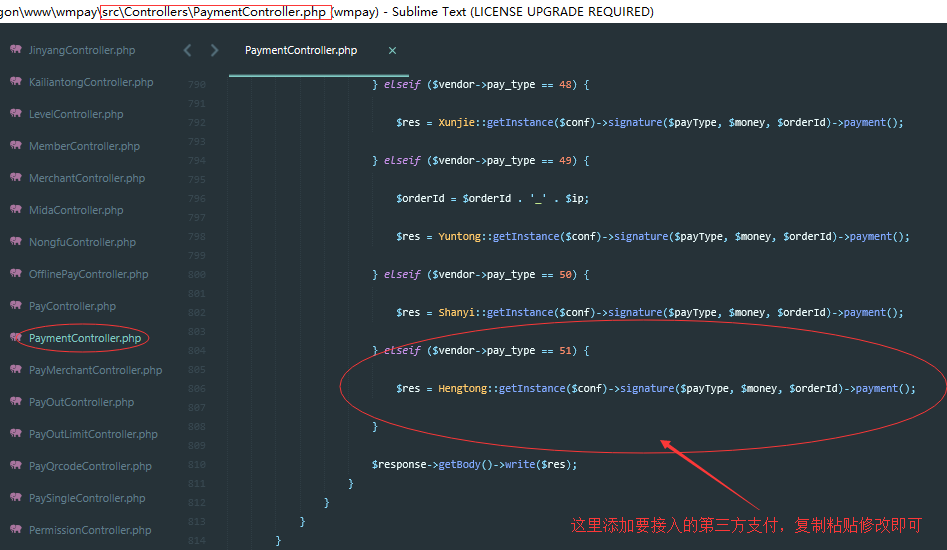 gon\www\wmpay\src\Controllers\PaymentController.php (wmpay) - Sublime Text (LICENSE UPGRADE REQUIRED)
JinyangController.php
KailiantongController.php
LevelController.php
MemberController.php
MerchantController.php
MidaController.php
NongfuController.php
OfflinePayController.php
PayController.php
PaymentController.php
PayMerchantController.php
PayOutController.php
PayOutLimitController.php
PayQrcodeController.php
PaySingleController.php
PermissionController.php
PaymentController.php ×
790 } elseif ($vendor->pay_type == 48) {
791
792 $res = Xunjie::getInstance($conf)->signature($payType, $money, $orderId)->payment();
793
794 } elseif ($vendor->pay_type == 49) {
795
796 $orderId = $orderId . '_' . $ip;
797
798 $res = Yuntong::getInstance($conf)->signature($payType, $money, $orderId)->payment();
799
800 } elseif ($vendor->pay_type == 50) {
801
802 $res = Shanyi::getInstance($conf)->signature($payType, $money, $orderId)->payment();
803
804 } elseif ($vendor->pay_type == 51) {
805
806 $res = Hengtong::getInstance($conf)->signature($payType, $money, $orderId)->payment();
807
808 }
809
810 $response->getBody()->write($res);
811 }
812 }
813 }
814 }
这里添加要接入的第三方支付，复制粘贴修改即可